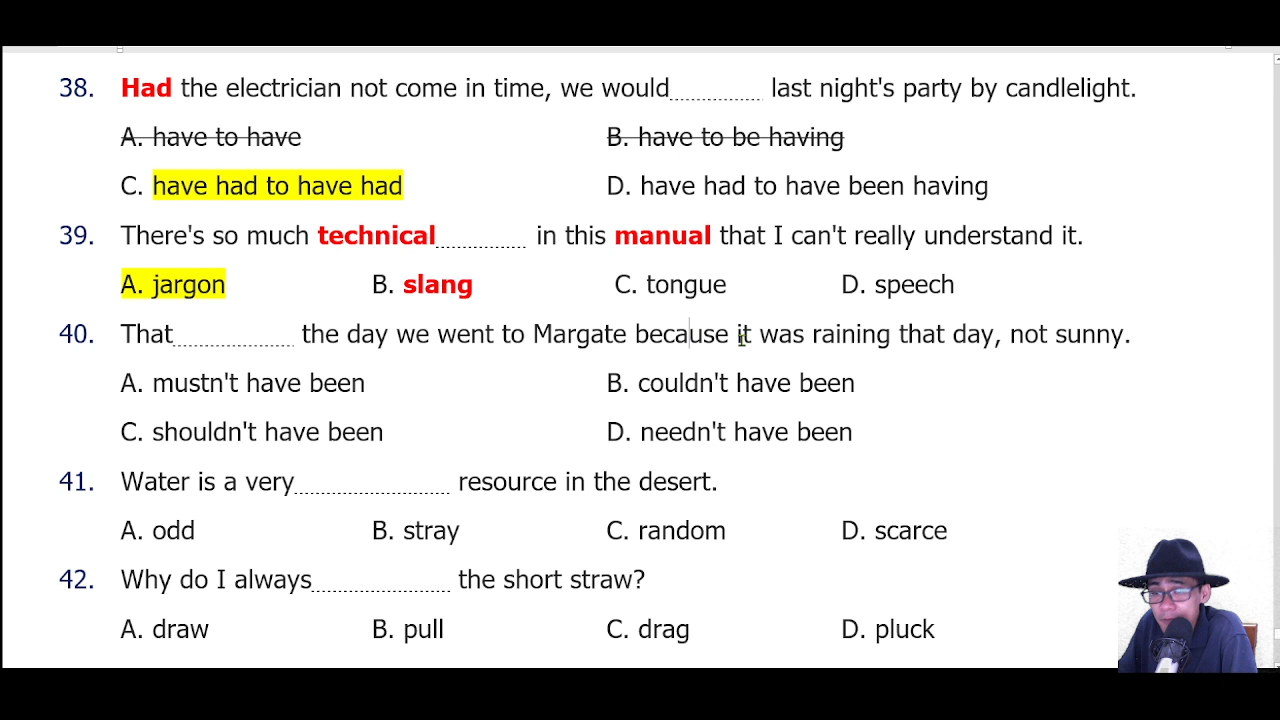 38. Had the electrician not come in time, we would............ last night's party by candlelight.
A. have to have B. have to be having
C. have had to have had D. have had to have been having
39. There's so much technical............ in this manual that I can't really understand it.
A. jargon B. slang C. tongue D. speech
40. That................ the day we went to Margate because it was raining that day, not sunny.
A. mustn't have been B. couldn't have been
C. shouldn't have been D. needn't have been
41. Water is a very.................... resource in the desert.
A. odd B. stray C. random D. scarce
42. Why do I always.................. the short straw?
A. draw B. pull C. drag D. pluck